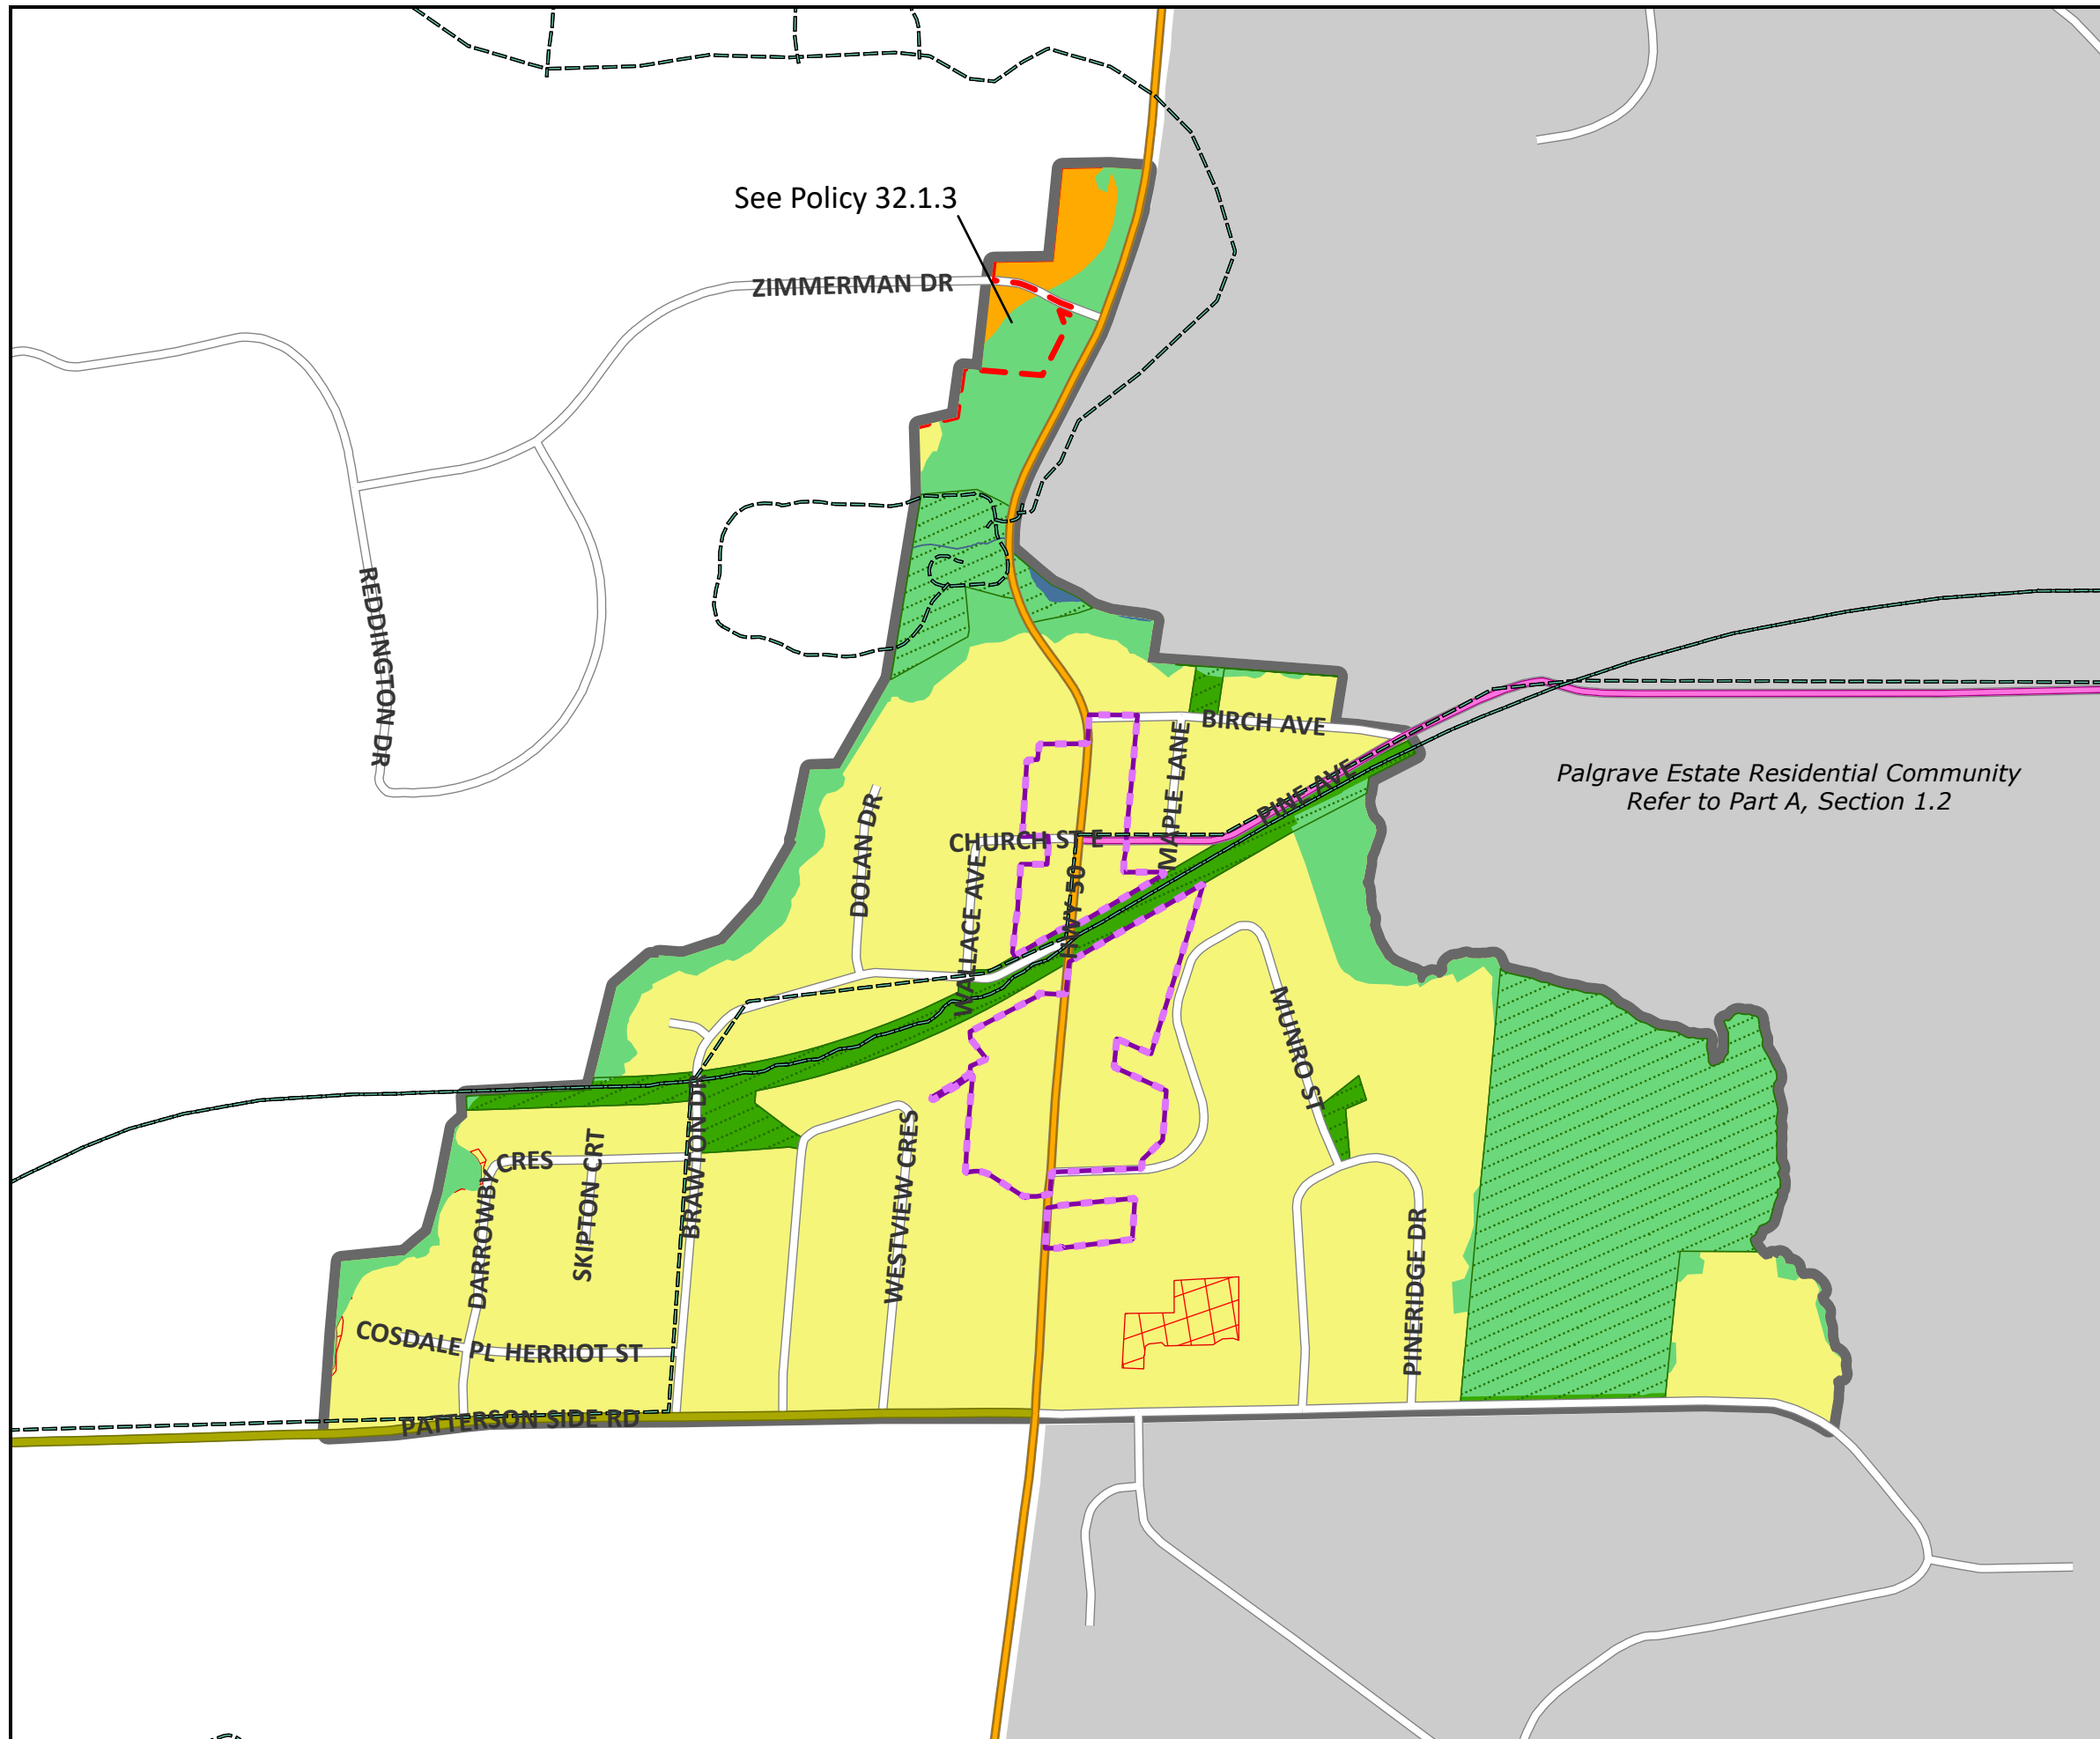 See Policy 32.1.3
ZIMMERMAN DR
REDDINGTON DR
BIRCH AVE
MAPLE LANE
PINE AVE
Palgrave Estate Residential Community
Refer to Part A, Section 1.2
DOLAN DR
CHURCH ST E
WALLACE AVE
HWY 50
MUNRO ST
BRAWTON DR
CRES
SKIPTON CRT
DARROWBY
WESTVIEW CRES
PINERIDGE DR
COSDALE PL
HERRIOT ST
PATTERSON SIDE RD